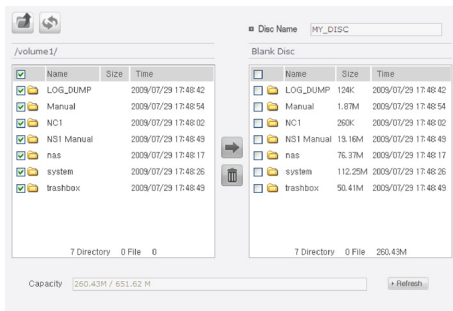 Disc Name MY_DISC
/volume1/ Blank Disc
Name Size Time Name Size Time
LOG_DUMP 2009/07/29 17:48:42 LOG_DUMP 124K 2009/07/29 17:48:42
Manual 2009/07/29 17:48:54 Manual 1.87M 2009/07/29 17:48:54
NC1 2009/07/29 17:48:02 NC1 260K 2009/07/29 17:48:02
NS1 Manual 2009/07/29 17:48:49 NS1 Manual 19.16M 2009/07/29 17:48:49
nas 2009/07/29 17:48:17 nas 76.37M 2009/07/29 17:48:17
system 2009/07/29 17:48:26 system 112.25M 2009/07/29 17:48:26
trashbox 2009/07/29 17:48:49 trashbox 50.41M 2009/07/29 17:48:49
7 Directory 0 File 0 7 Directory 0 File 260.43M
Capacity 260.43M / 651.62 M Refresh